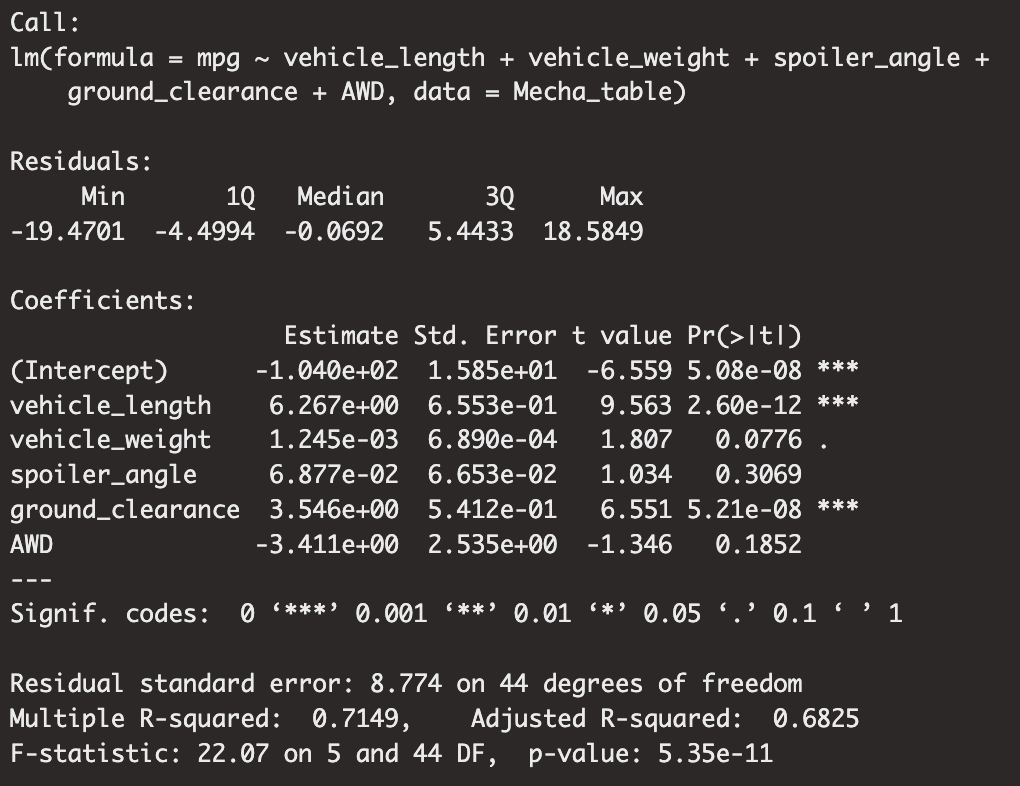 Call:
lm(formula = mpg ~ vehicle_length + vehicle_weight + spoiler_angle +
    ground_clearance + AWD, data = Mecha_table)

Residuals:
     Min       1Q   Median       3Q      Max
-19.4701  -4.4994  -0.0692   5.4433  18.5849

Coefficients:
                   Estimate Std. Error t value Pr(>|t|)
(Intercept)      -1.040e+02  1.585e+01  -6.559 5.08e-08 ***
vehicle_length    6.267e+00  6.553e-01   9.563 2.60e-12 ***
vehicle_weight    1.245e-03  6.890e-04   1.807   0.0776 .
spoiler_angle     6.877e-02  6.653e-02   1.034   0.3069
ground_clearance  3.546e+00  5.412e-01   6.551 5.21e-08 ***
AWD              -3.411e+00  2.535e+00  -1.346   0.1852
---
Signif. codes:  0 ‘***’ 0.001 ‘**’ 0.01 ‘*’ 0.05 ‘.’ 0.1 ‘ ’ 1

Residual standard error: 8.774 on 44 degrees of freedom
Multiple R-squared:  0.7149,    Adjusted R-squared:  0.6825
F-statistic: 22.07 on 5 and 44 DF,  p-value: 5.35e-11